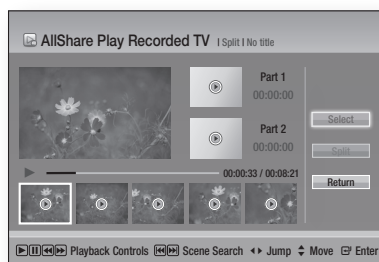 AllShare Play Recorded TV | Split | No title
Part 1
00:00:00
Part 2
00:00:00
Select
Split
Return
00:00:33 / 00:08:21
Playback Controls Scene Search Jump Move Enter